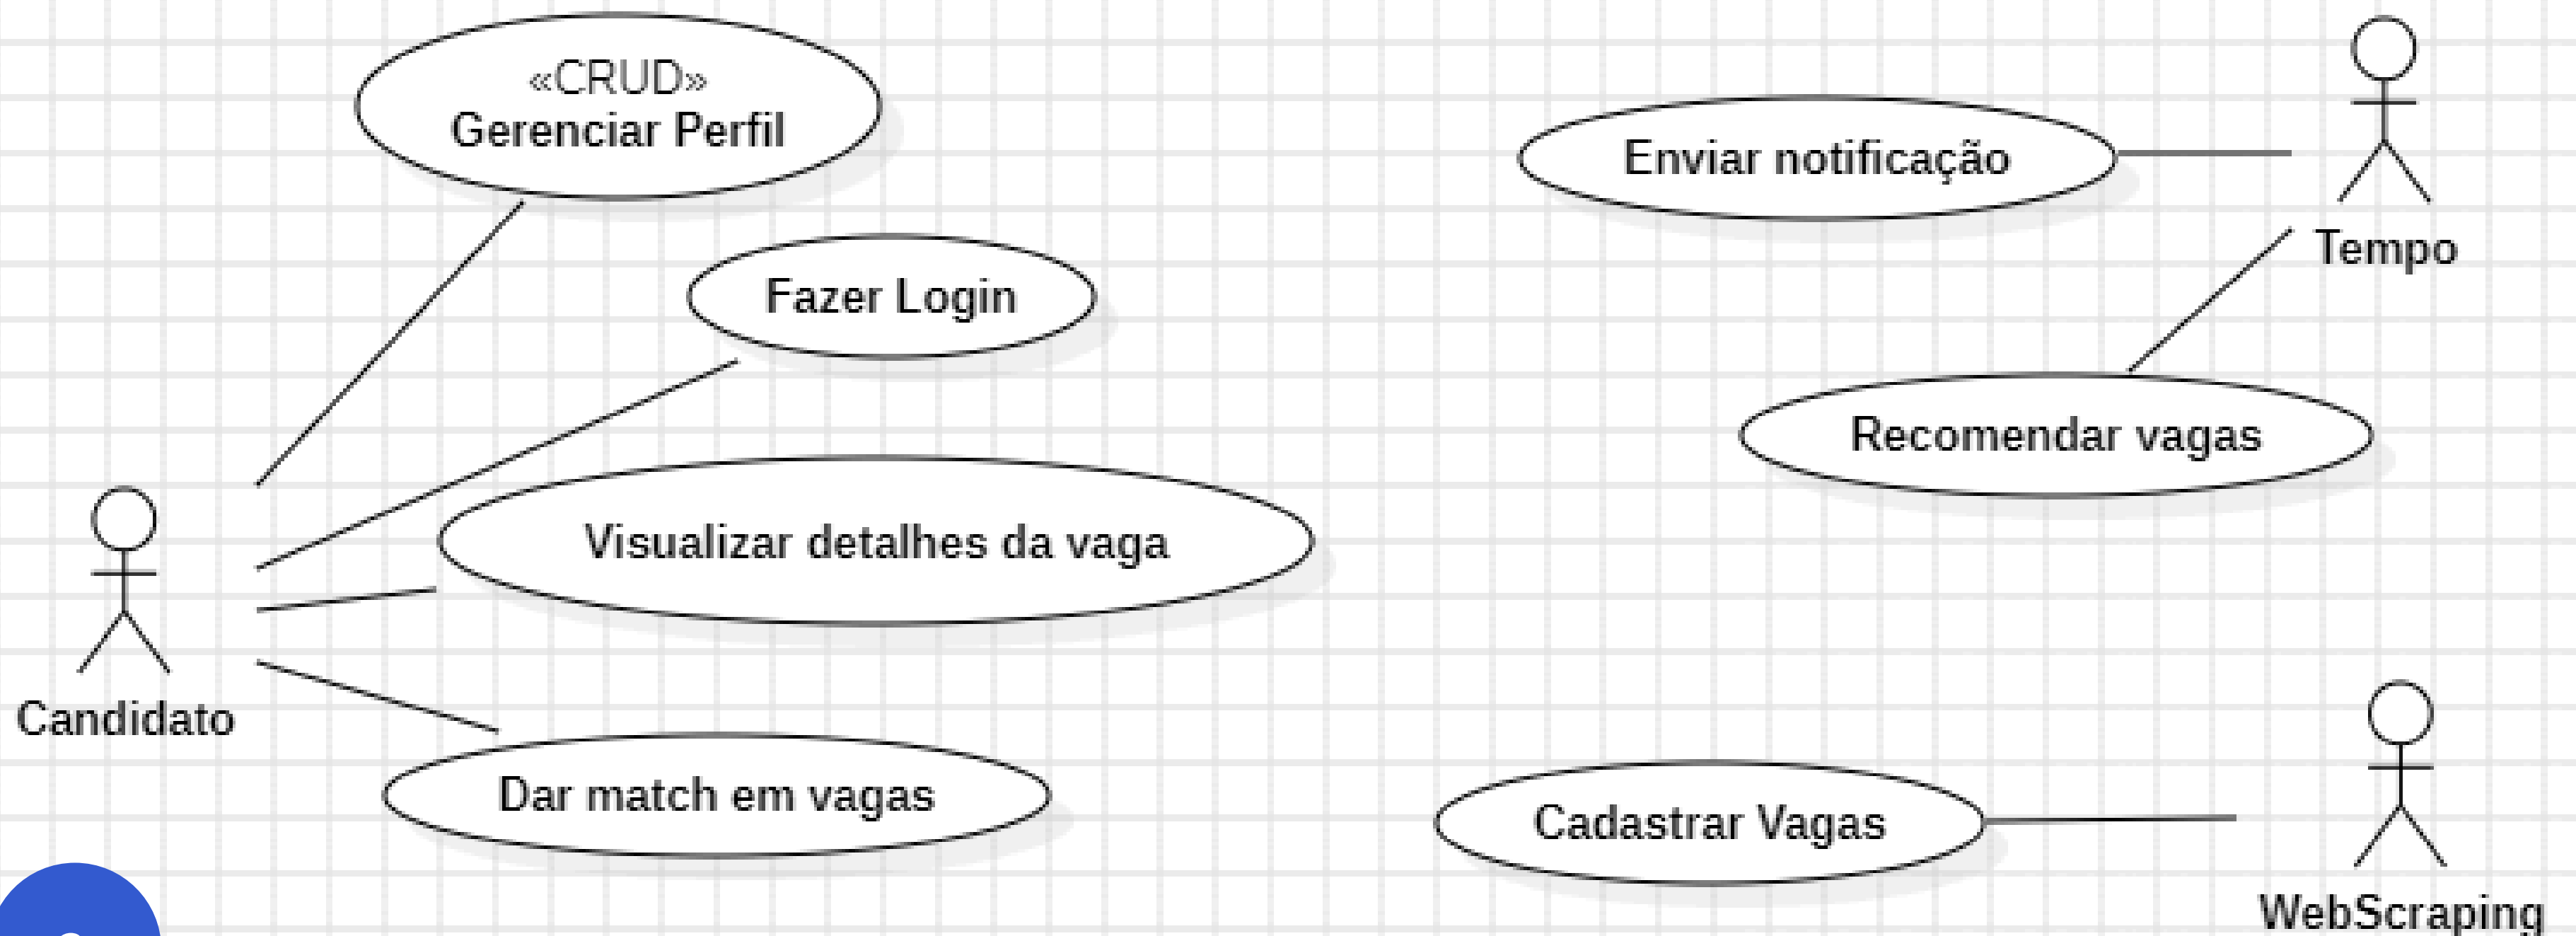 «CRUD»
Gerenciar Perfil
Fazer Login
Visualizar detalhes da vaga
Dar match em vagas
Candidato
Enviar notificação
Tempo
Recomendar vagas
Cadastrar Vagas
WebScraping